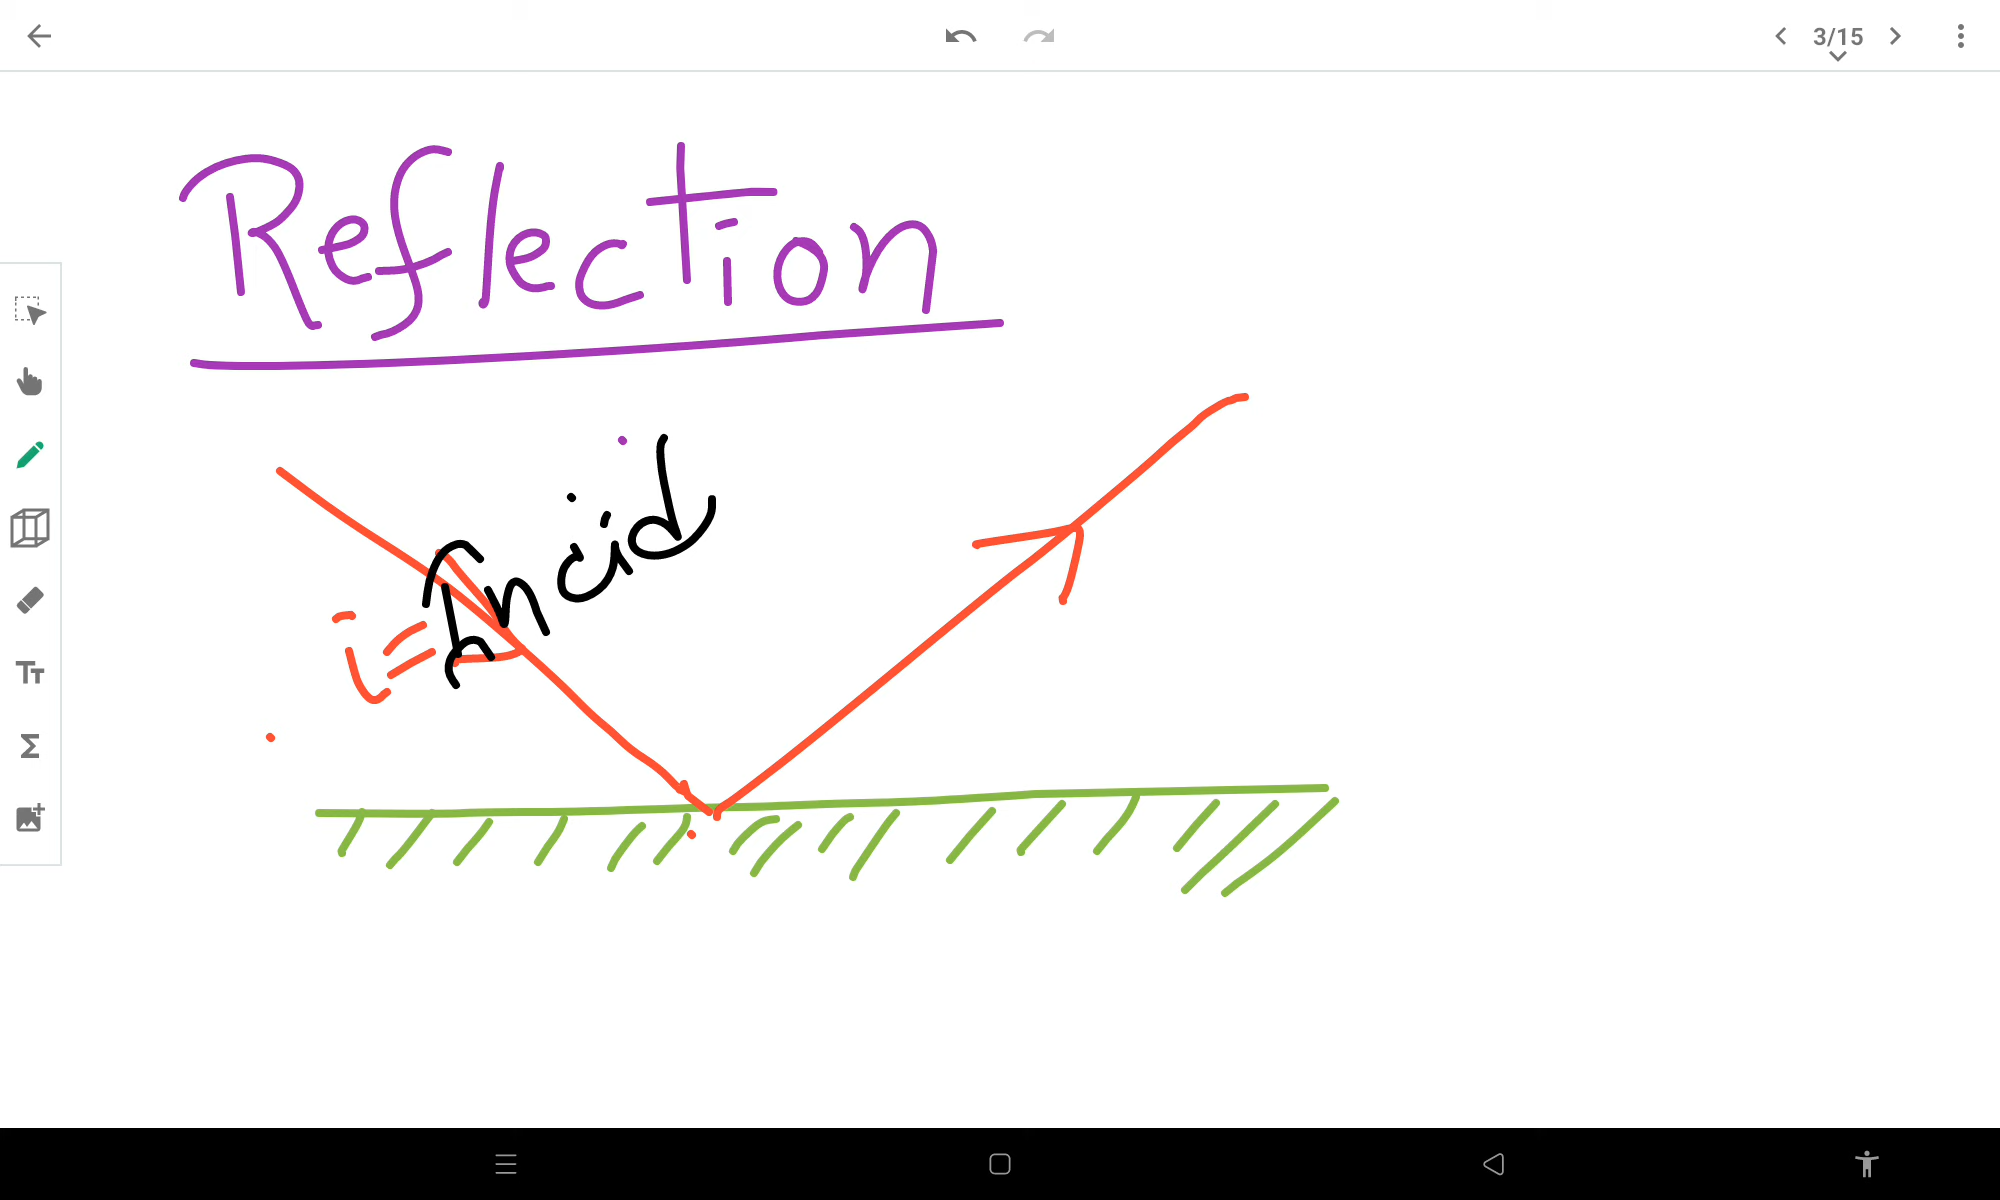 3/15
Reflection
i = Incid